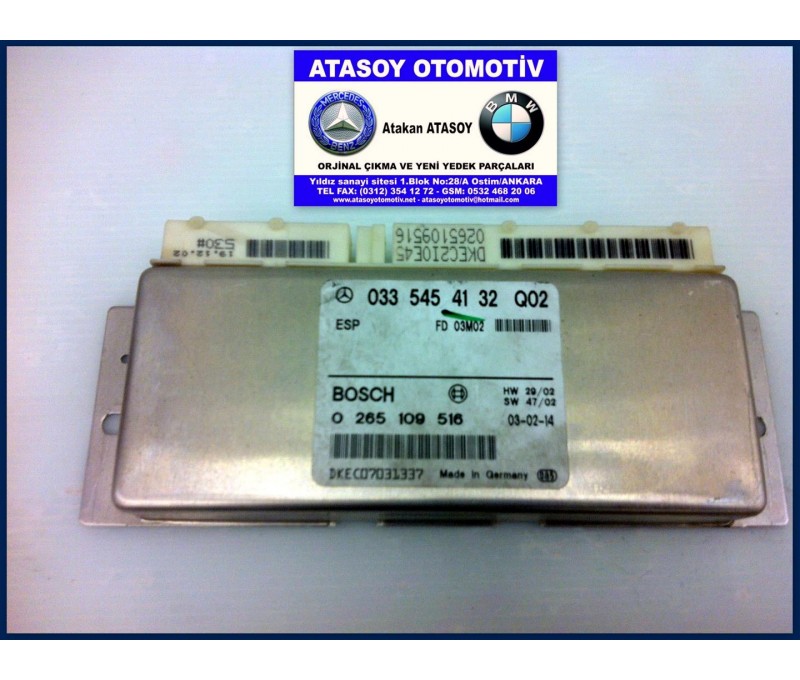 ATASOY OTOMOTİV
MERCEDES
BENZ
Atakan ATASOY
BMW
ORJİNAL ÇIKMA VE YENİ YEDEK PARÇALARI
Yıldız sanayi sitesi 1.Blok No:28/A Ostim/ANKARA
TEL FAX: (0312) 354 12 72 - GSM: 0532 468 20 06
www.atasoyotomotiv.net - atasoyotomotiv@hotmail.com
19.12.02
530#
DKEC2IOE45
0265109516
033 545 41 32 Q02
ESP FD 03M02
BOSCH HW 29/02
SW 47/02
0 265 109 516 03-02-14
DKEC07031337 Made in Germany